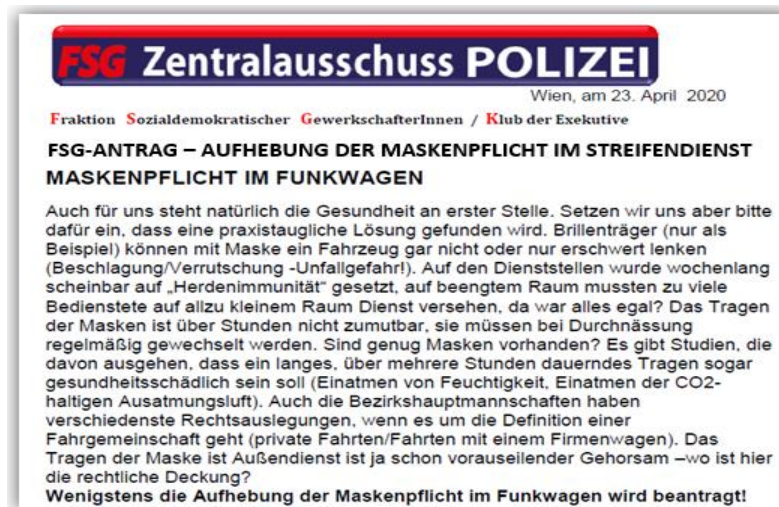 FSG Zentralausschuss POLIZEI
Wien, am 23. April 2020
Fraktion Sozialdemokratischer GewerkschafterInnen / Klub der Exekutive
FSG-ANTRAG – AUFHEBUNG DER MASKENPFLICHT IM STREIFENDIENST
MASKENPFLICHT IM FUNKWAGEN
Auch für uns steht natürlich die Gesundheit an erster Stelle. Setzen wir uns aber bitte
dafür ein, dass eine praxistaugliche Lösung gefunden wird. Brillenträger (nur als
Beispiel) können mit Maske ein Fahrzeug gar nicht oder nur erschwert lenken
(Beschlagung/Verrutschung -Unfallgefahr!). Auf den Dienststellen wurde wochenlang
scheinbar auf „Herdenimmunität“ gesetzt, auf beengtem Raum mussten zu viele
Bedienstete auf allzu kleinem Raum Dienst versehen, da war alles egal? Das Tragen
der Masken ist über Stunden nicht zumutbar, sie müssen bei Durchnässung
regelmäßig gewechselt werden. Sind genug Masken vorhanden? Es gibt Studien, die
davon ausgehen, dass ein langes, über mehrere Stunden dauerndes Tragen sogar
gesundheitsschädlich sein soll (Einatmen von Feuchtigkeit, Einatmen der CO2-
haltigen Ausatmungsluft). Auch die Bezirkshauptmannschaften haben
verschiedenste Rechtsauslegungen, wenn es um die Definition einer
Fahrgemeinschaft geht (private Fahrten/Fahrten mit einem Firmenwagen). Das
Tragen der Maske ist Außendienst ist ja schon vorauseilender Gehorsam –wo ist hier
die rechtliche Deckung?
Wenigstens die Aufhebung der Maskenpflicht im Funkwagen wird beantragt!